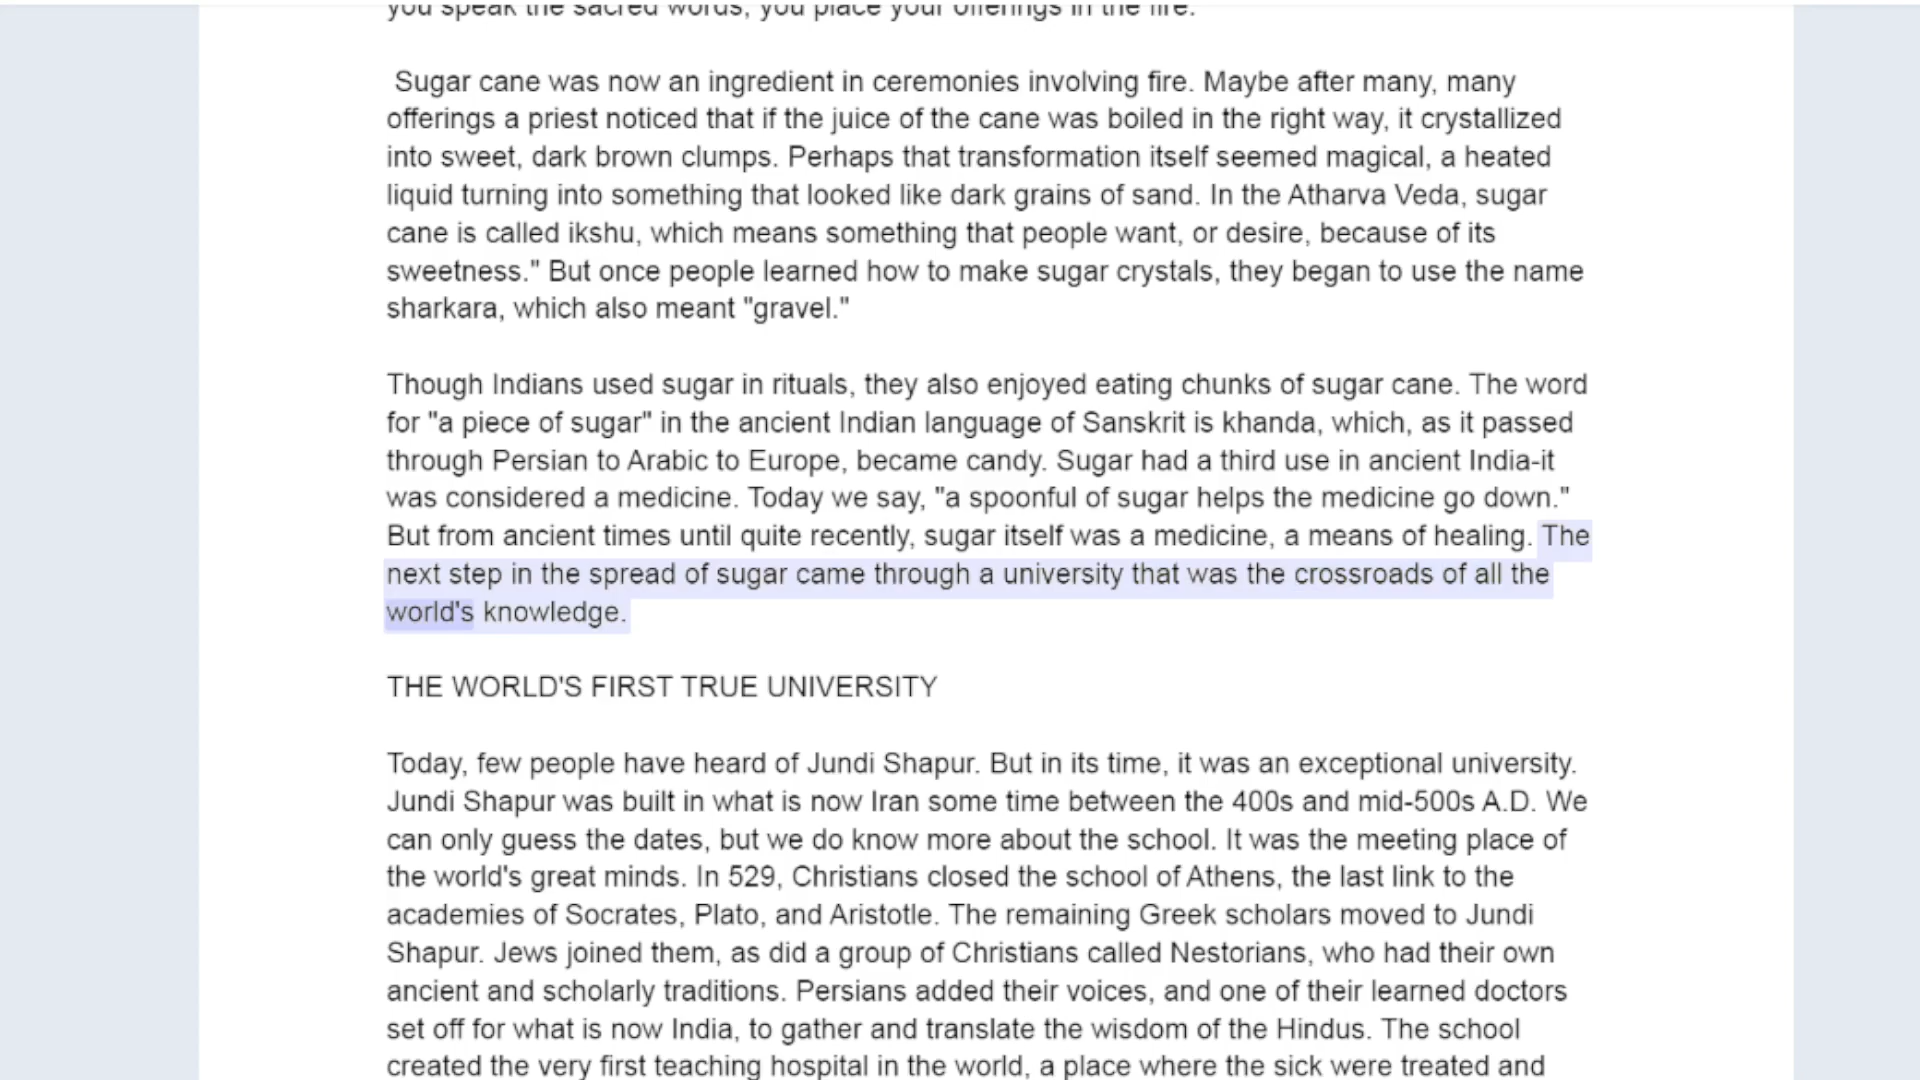 you speak the sacred words, you place your offerings in the fire.
Sugar cane was now an ingredient in ceremonies involving fire. Maybe after many, many
offerings a priest noticed that if the juice of the cane was boiled in the right way, it crystallized
into sweet, dark brown clumps. Perhaps that transformation itself seemed magical, a heated
liquid turning into something that looked like dark grains of sand. In the Atharva Veda, sugar
cane is called ikshu, which means something that people want, or desire, because of its
sweetness." But once people learned how to make sugar crystals, they began to use the name
sharkara, which also meant "gravel."
Though Indians used sugar in rituals, they also enjoyed eating chunks of sugar cane. The word
for "a piece of sugar" in the ancient Indian language of Sanskrit is khanda, which, as it passed
through Persian to Arabic to Europe, became candy. Sugar had a third use in ancient India-it
was considered a medicine. Today we say, "a spoonful of sugar helps the medicine go down."
But from ancient times until quite recently, sugar itself was a medicine, a means of healing. The
next step in the spread of sugar came through a university that was the crossroads of all the
world's knowledge.
THE WORLD'S FIRST TRUE UNIVERSITY
Today, few people have heard of Jundi Shapur. But in its time, it was an exceptional university.
Jundi Shapur was built in what is now Iran some time between the 400s and mid-500s A.D. We
can only guess the dates, but we do know more about the school. It was the meeting place of
the world's great minds. In 529, Christians closed the school of Athens, the last link to the
academies of Socrates, Plato, and Aristotle. The remaining Greek scholars moved to Jundi
Shapur. Jews joined them, as did a group of Christians called Nestorians, who had their own
ancient and scholarly traditions. Persians added their voices, and one of their learned doctors
set off for what is now India, to gather and translate the wisdom of the Hindus. The school
created the very first teaching hospital in the world, a place where the sick were treated and